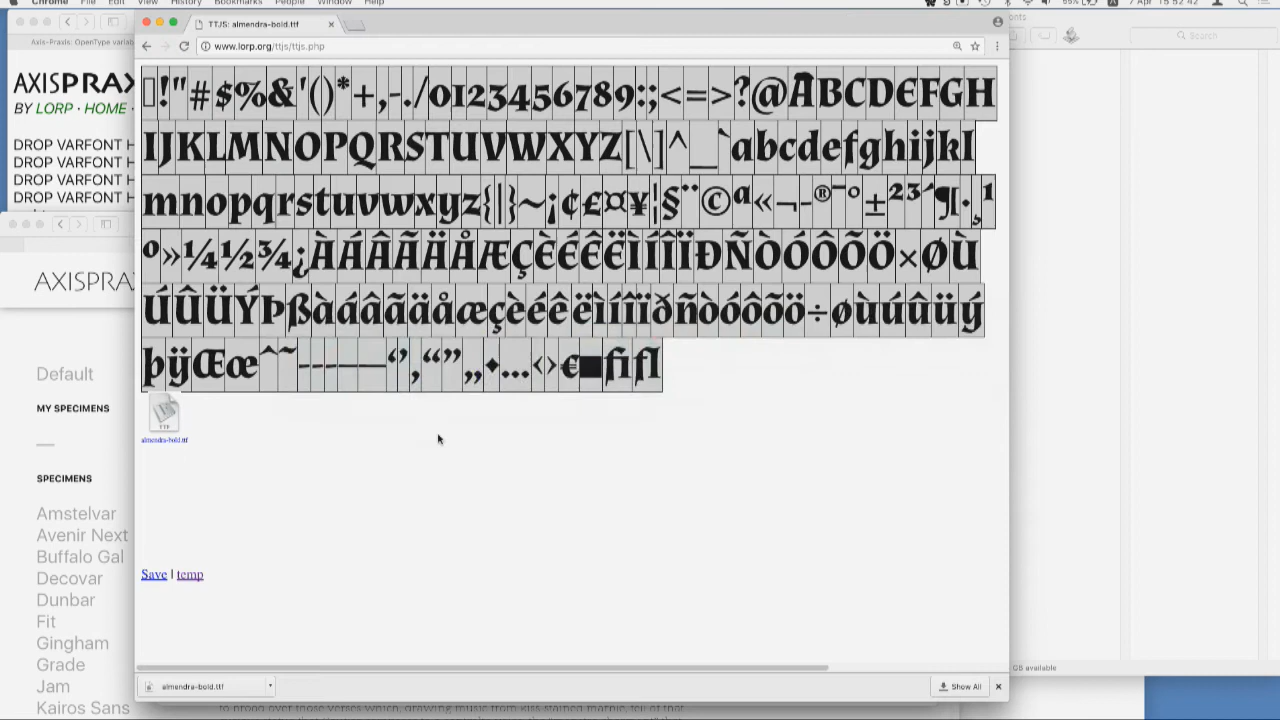 Chrome File Edit View History Bookmarks People Window Help
TTJS: almendra-bold.ttf
www.lorp.org/ttjs/ttjs.php
Search
AXISPRAX
BY LORP · HOME ·
DROP VARFONT H
DROP VARFONT H
DROP VARFONT H
DROP VARFONT H
AXISPRA
Default
MY SPECIMENS
—
SPECIMENS
Amstelvar
Avenir Next
Buffalo Gal
Decovar
Dunbar
Fit
Gingham
Grade
Jam
Kairos Sans
!"#$%&'()*+,-./0123456789:;<=>?@ABCDEFGH
IJKLMNOPQRSTUVWXYZ[\]^_`abcdefghijkl
mnopqrstuvwxyz{|}~¡¢£¤¥¦§¨©ª«¬-®¯°±²³´¶·¸¹
º»¼½¾¿ÀÁÂÃÄÅÆÇÈÉÊËÌÍÎÏÐÑÒÓÔÕÖ×ØÙ
ÚÛÜÝÞßàáâãäåæçèéêëìíîïðñòóôõö÷øùúûüý
þÿŒœˆ˜-–—‘’‚“”„•…‹›€■fifl
TTF
almendra-bold.ttf
Save | temp
almendra-bold.ttf
Show All
GB available